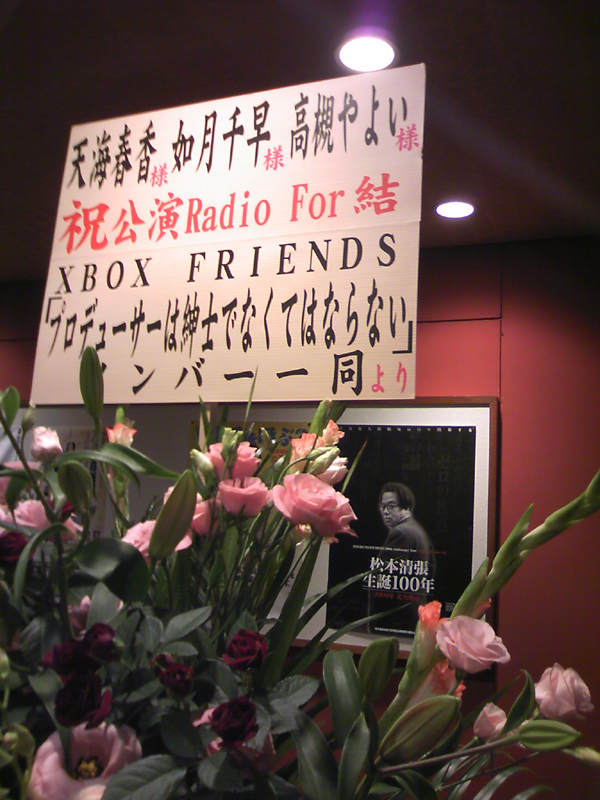 天海春香様 如月千早様 高槻やよい様
祝公演Radio For 結
XBOX FRIENDS
「プロデューサーは紳士でなくてはならない」
メンバー一同より
松本清張
生誕100年